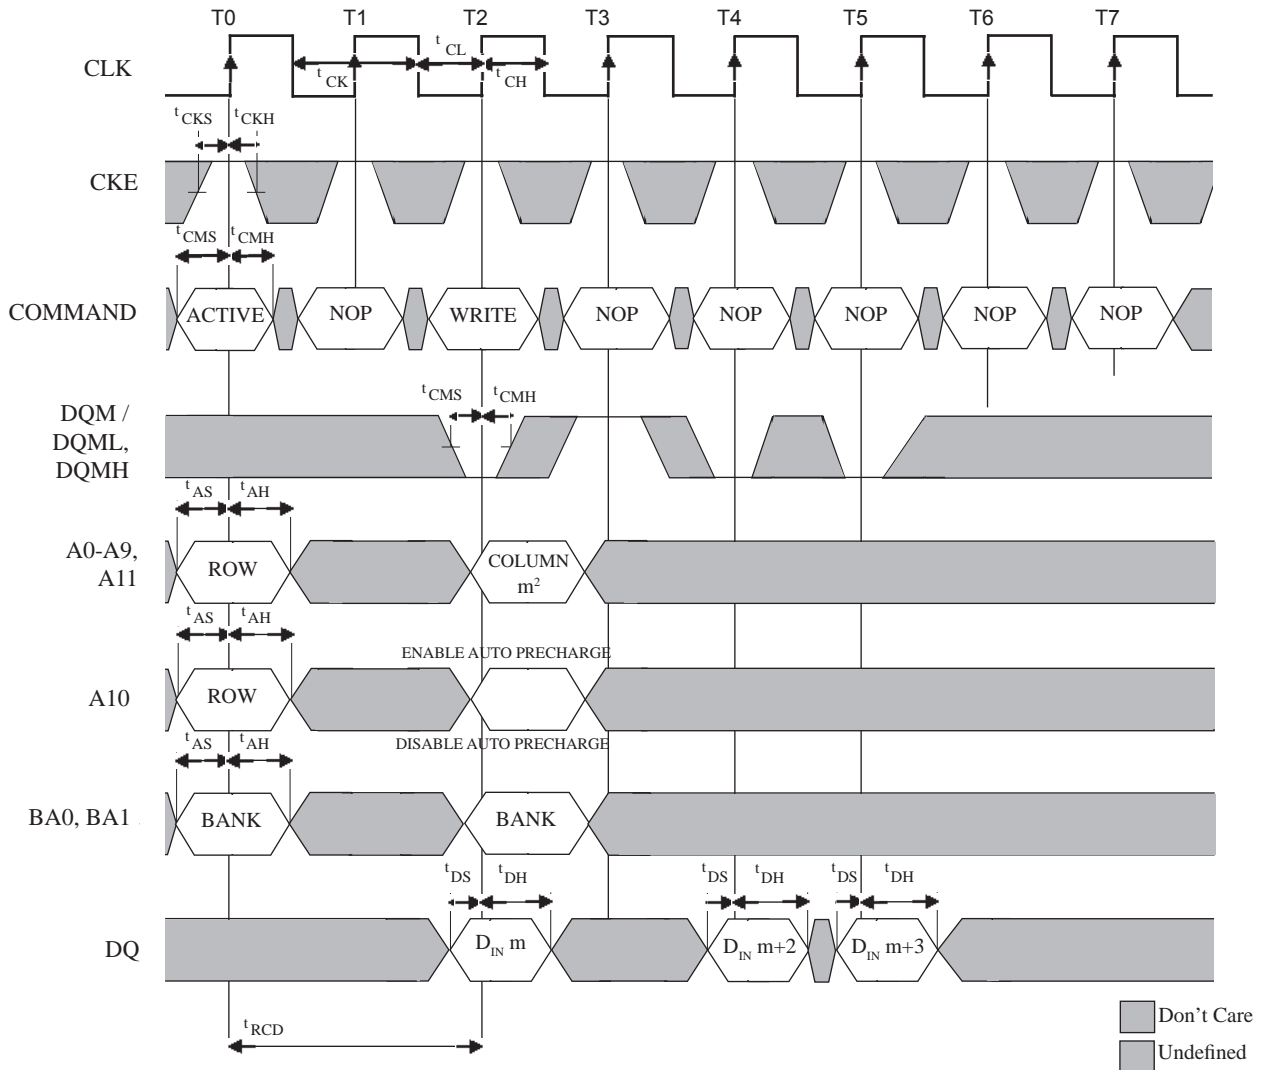 T0 T1 T2 T3 T4 T5 T6 T7
CLK
tCK tCL tCH
tCKS tCKH
CKE
tCMS tCMH
COMMAND
ACTIVE NOP WRITE NOP NOP NOP NOP NOP
tCMS tCMH
DQM /
DQML,
DQMH
tAS tAH
A0-A9,
A11
ROW
COLUMN
m²
tAS tAH
ENABLE AUTO PRECHARGE
A10
ROW
DISABLE AUTO PRECHARGE
tAS tAH
BA0, BA1
BANK BANK
tDS tDH tDS tDH tDS tDH
DQ
DIN m DIN m+2 DIN m+3
tRCD
Don't Care
Undefined